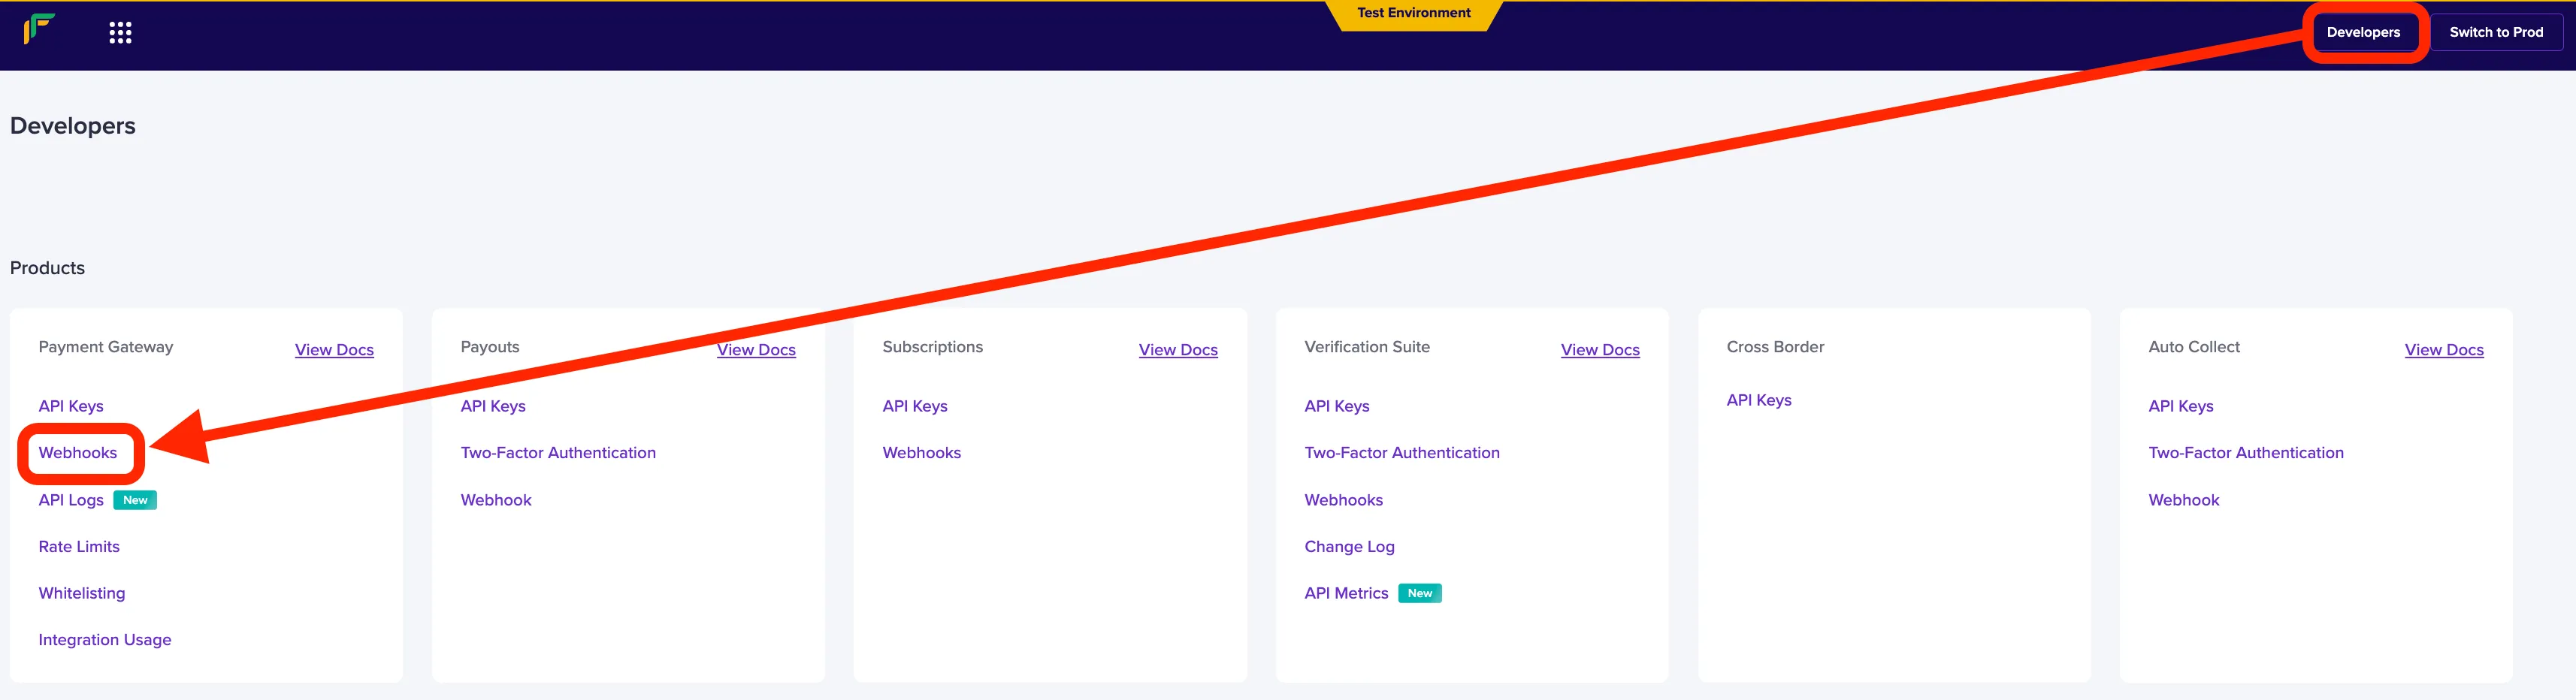 Test Environment
Developers
Switch to Prod
Developers
Products
Payment Gateway
View Docs
API Keys
Webhooks
API Logs New
Rate Limits
Whitelisting
Integration Usage
Payouts
View Docs
API Keys
Two-Factor Authentication
Webhook
Subscriptions
View Docs
API Keys
Webhooks
Verification Suite
View Docs
API Keys
Two-Factor Authentication
Webhooks
Change Log
API Metrics New
Cross Border
API Keys
Auto Collect
View Docs
API Keys
Two-Factor Authentication
Webhook